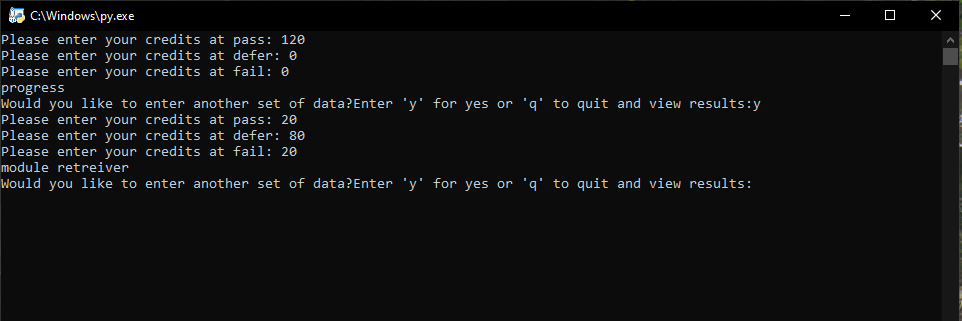 C:\Windows\py.exe
Please enter your credits at pass: 120
Please enter your credits at defer: 0
Please enter your credits at fail: 0
progress
Would you like to enter another set of data?Enter 'y' for yes or 'q' to quit and view results:y
Please enter your credits at pass: 20
Please enter your credits at defer: 80
Please enter your credits at fail: 20
module retreiver
Would you like to enter another set of data?Enter 'y' for yes or 'q' to quit and view results: